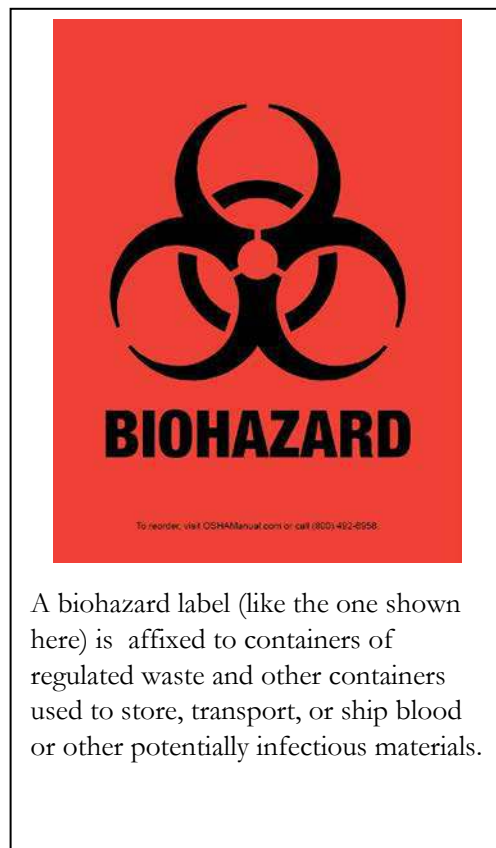 BIOHAZARD
To reorder, visit OSHAManual.com or call (800) 492-8958.
A biohazard label (like the one shown
here) is affixed to containers of
regulated waste and other containers
used to store, transport, or ship blood
or other potentially infectious materials.